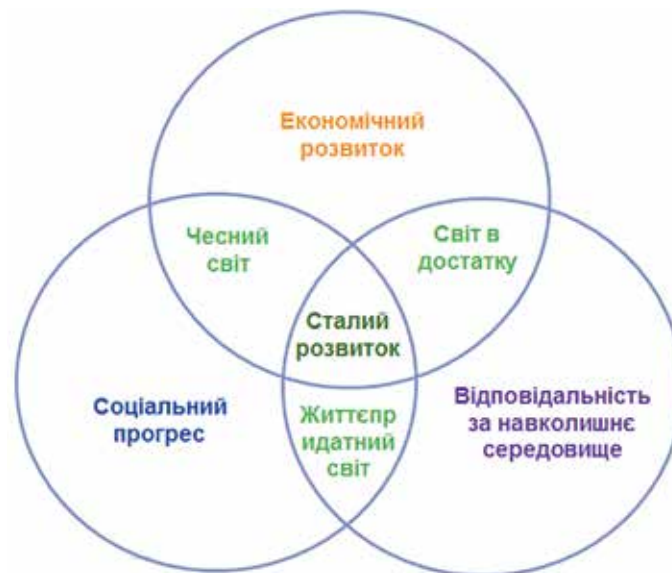 Економічний
розвиток
Чесний
світ
Світ в
достатку
Сталий
розвиток
Соціальний
прогрес
Життєпр
идатний
світ
Відповідальність
за навколишнє
середовище